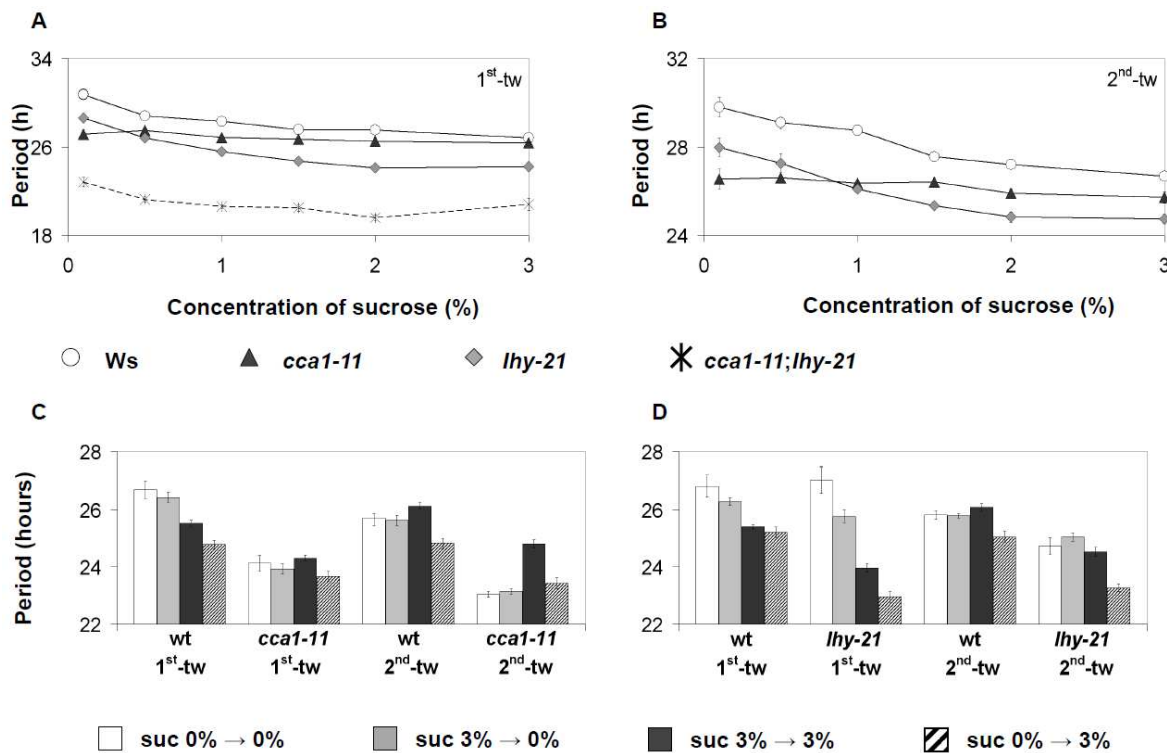 A
B
34
26
18
Period (h)
1st-tw
0 1 2 3
Concentration of sucrose (%)
32
28
24
Period (h)
2nd-tw
0 1 2 3
Concentration of sucrose (%)
Ws cca1-11 lhy-21 cca1-11;lhy-21
C
D
28
26
24
22
Period (hours)
wt cca1-11 wt cca1-11
1st-tw 1st-tw 2nd-tw 2nd-tw
28
26
24
22
wt lhy-21 wt lhy-21
1st-tw 1st-tw 2nd-tw 2nd-tw
suc 0% → 0% suc 3% → 0% suc 3% → 3% suc 0% → 3%